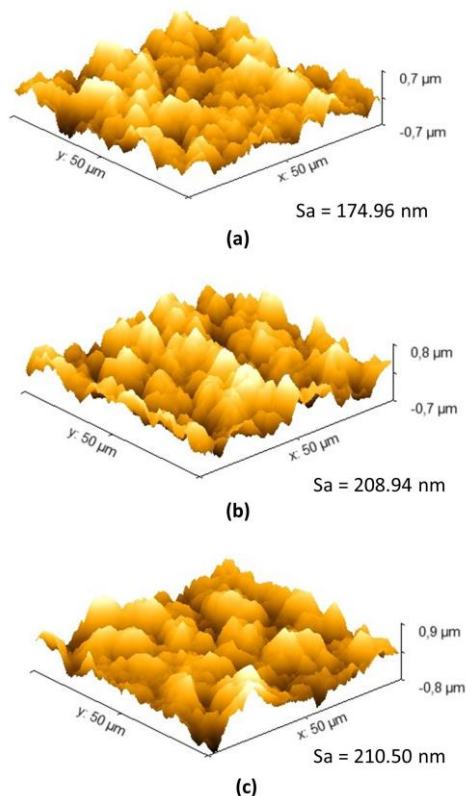 0,7 µm
-0,7 µm
y: 50 µm
x: 50 µm
Sa = 174.96 nm
(a)
0,8 µm
-0,7 µm
y: 50 µm
x: 50 µm
Sa = 208.94 nm
(b)
0,9 µm
-0,8 µm
y: 50 µm
x: 50 µm
Sa = 210.50 nm
(c)